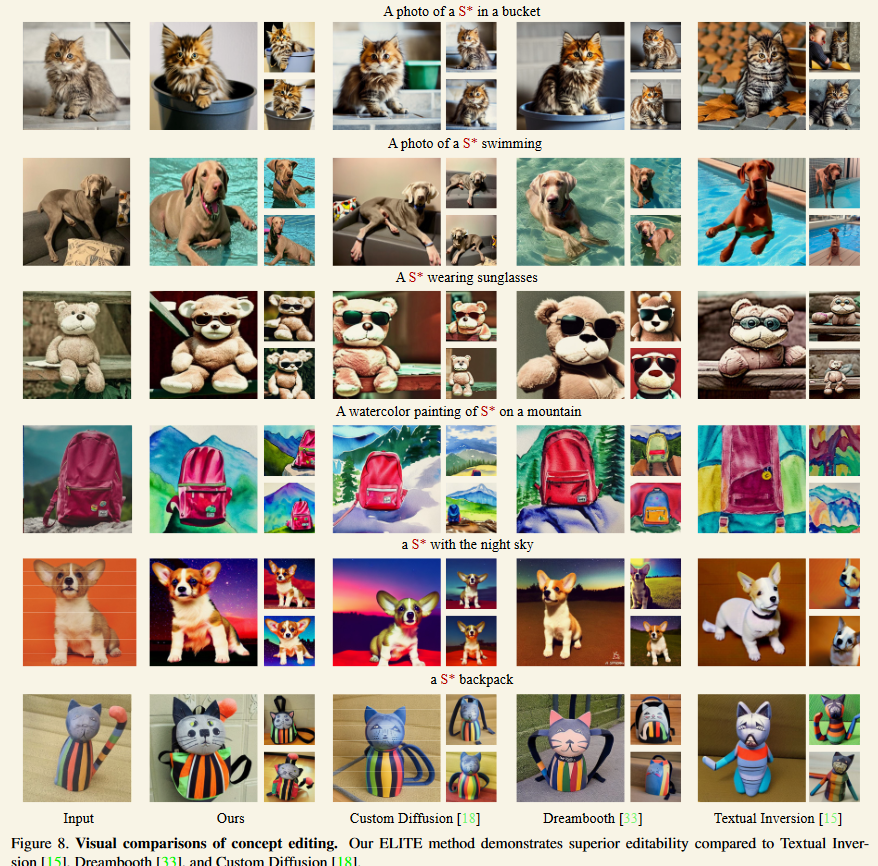 A photo of a S* in a bucket
A photo of a S* swimming
A S* wearing sunglasses
A watercolor painting of S* on a mountain
a S* with the night sky
a S* backpack
Input Ours Custom Diffusion [18] Dreambooth [33] Textual Inversion [15]
Figure 8. Visual comparisons of concept editing. Our ELITE method demonstrates superior editability compared to Textual Inver-
sion [15], Dreambooth [33], and Custom Diffusion [18].